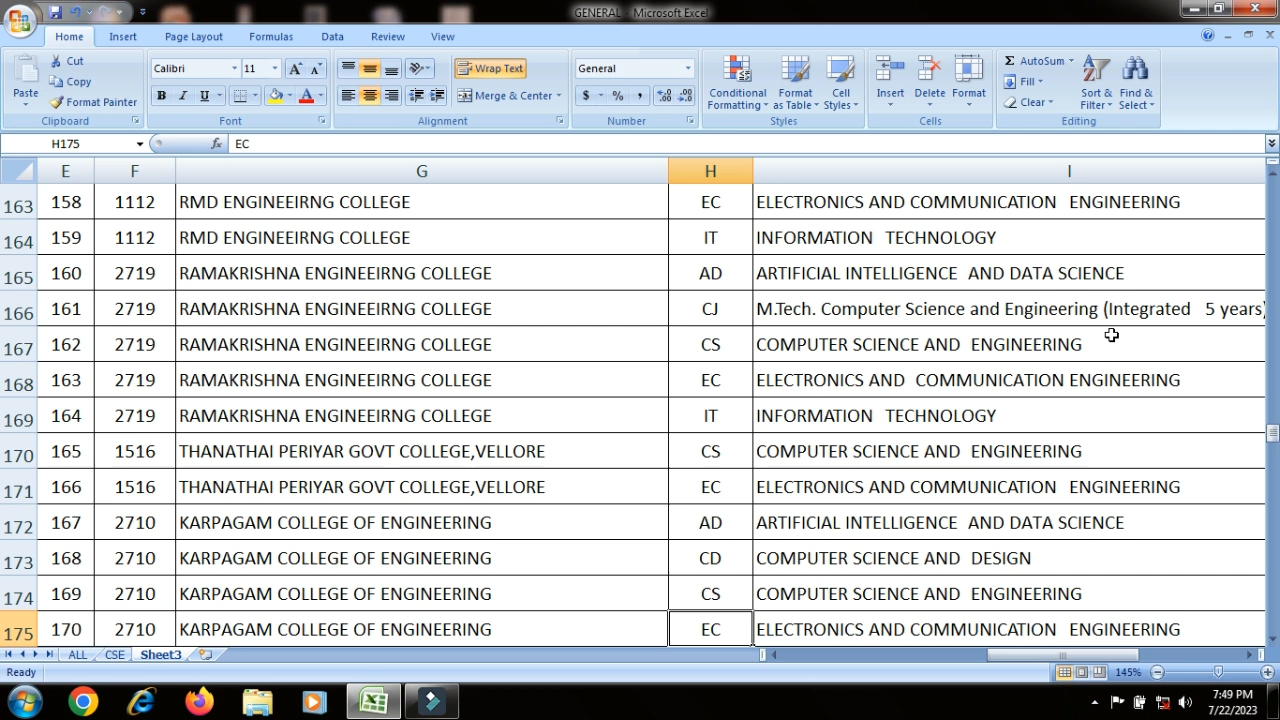 GENERAL - Microsoft Excel
Home Insert Page Layout Formulas Data Review View
Paste Cut Calibri 11 A A Wrap Text General Conditional Formatting Format as Table Cell Styles Insert Delete Format Σ AutoSum Sort & Filter Find & Select
Copy Fill
Format Painter B I U A Merge & Center $ % , .0 .00 .00 .0 Clear
Clipboard Font Alignment Number Styles Cells Editing
H175 fx EC
E F G H I
163 158 1112 RMD ENGINEEIRNG COLLEGE EC ELECTRONICS AND COMMUNICATION ENGINEERING
164 159 1112 RMD ENGINEEIRNG COLLEGE IT INFORMATION TECHNOLOGY
165 160 2719 RAMAKRISHNA ENGINEEIRNG COLLEGE AD ARTIFICIAL INTELLIGENCE AND DATA SCIENCE
166 161 2719 RAMAKRISHNA ENGINEEIRNG COLLEGE CJ M.Tech. Computer Science and Engineering (Integrated 5 years)
167 162 2719 RAMAKRISHNA ENGINEEIRNG COLLEGE CS COMPUTER SCIENCE AND ENGINEERING
168 163 2719 RAMAKRISHNA ENGINEEIRNG COLLEGE EC ELECTRONICS AND COMMUNICATION ENGINEERING
169 164 2719 RAMAKRISHNA ENGINEEIRNG COLLEGE IT INFORMATION TECHNOLOGY
170 165 1516 THANATHAI PERIYAR GOVT COLLEGE,VELLORE CS COMPUTER SCIENCE AND ENGINEERING
171 166 1516 THANATHAI PERIYAR GOVT COLLEGE,VELLORE EC ELECTRONICS AND COMMUNICATION ENGINEERING
172 167 2710 KARPAGAM COLLEGE OF ENGINEERING AD ARTIFICIAL INTELLIGENCE AND DATA SCIENCE
173 168 2710 KARPAGAM COLLEGE OF ENGINEERING CD COMPUTER SCIENCE AND DESIGN
174 169 2710 KARPAGAM COLLEGE OF ENGINEERING CS COMPUTER SCIENCE AND ENGINEERING
175 170 2710 KARPAGAM COLLEGE OF ENGINEERING EC ELECTRONICS AND COMMUNICATION ENGINEERING
ALL CSE Sheet3
Ready 145%
7:49 PM
7/22/2023